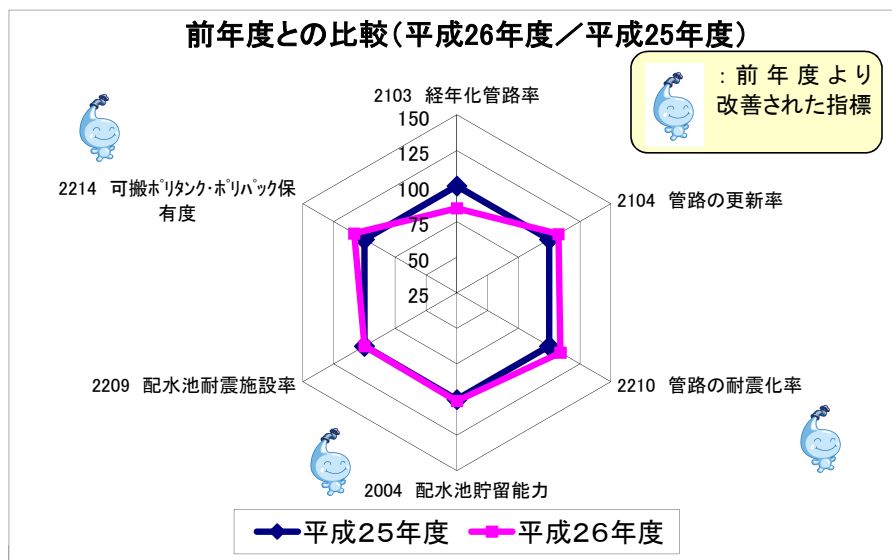 前年度との比較(平成26年度／平成25年度)
：前年度より
改善された指標
2103 経年化管路率
150
125
100
75
50
25
2104 管路の更新率
2214 可搬ﾎﾟﾘﾀﾝｸ･ﾎﾟﾘﾊﾟｯｸ保
有度
2209 配水池耐震施設率
2210 管路の耐震化率
2004 配水池貯留能力
平成２５年度 平成２６年度